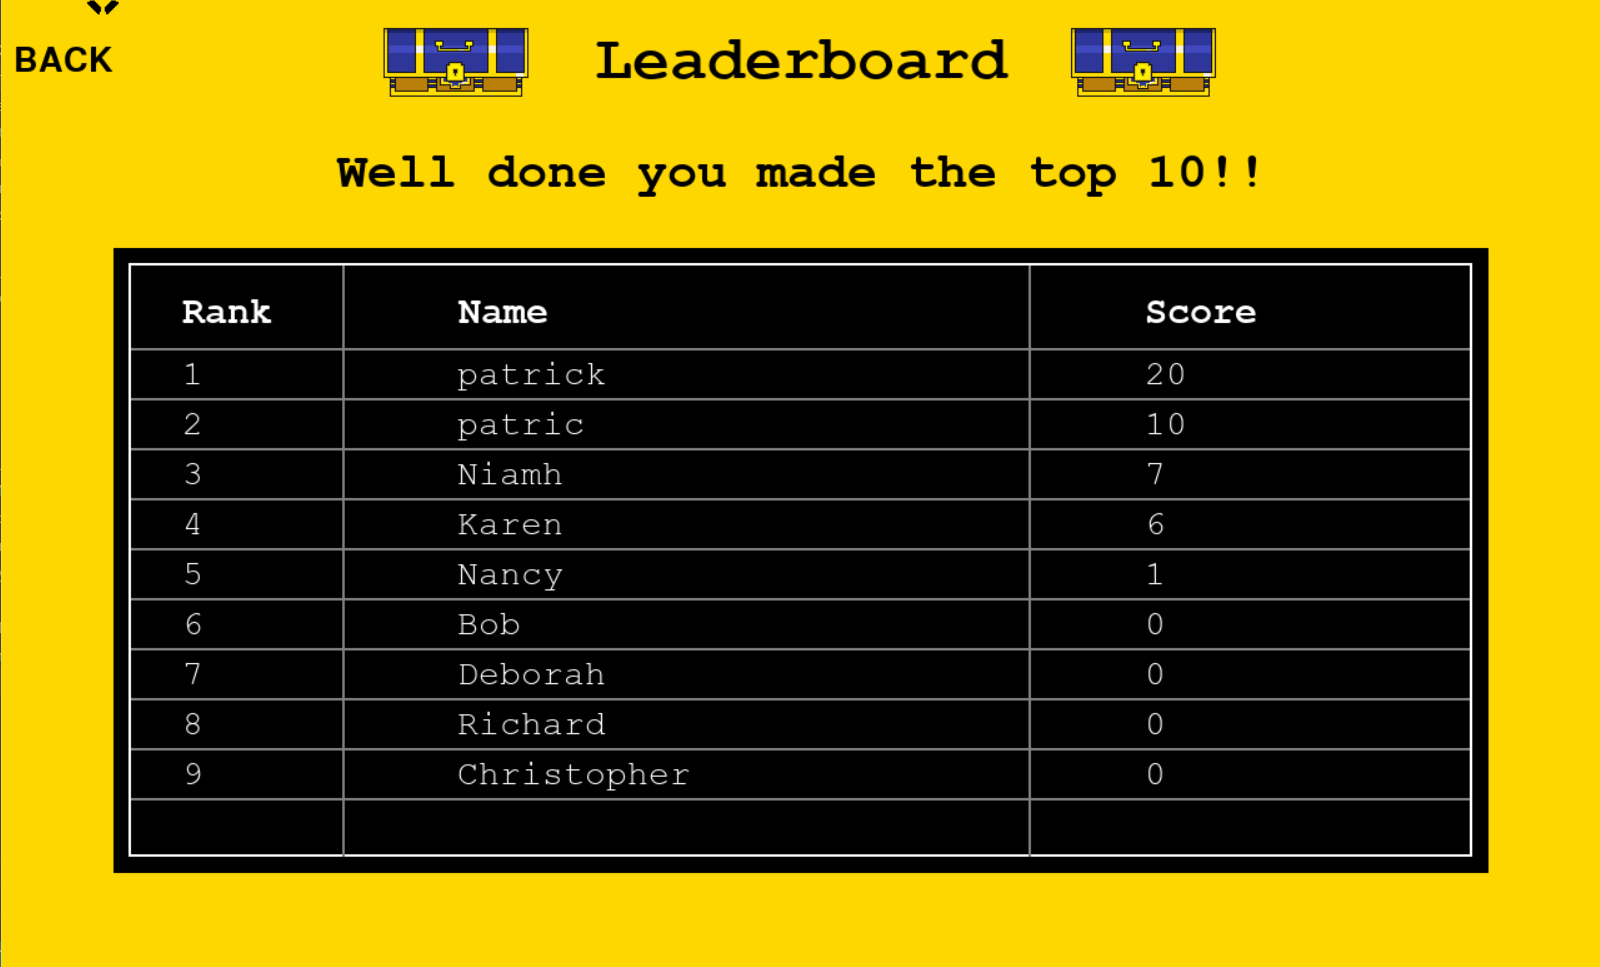 BACK
Leaderboard
Well done you made the top 10!!
Rank Name Score
1 patrick 20
2 patric 10
3 Niamh 7
4 Karen 6
5 Nancy 1
6 Bob 0
7 Deborah 0
8 Richard 0
9 Christopher 0